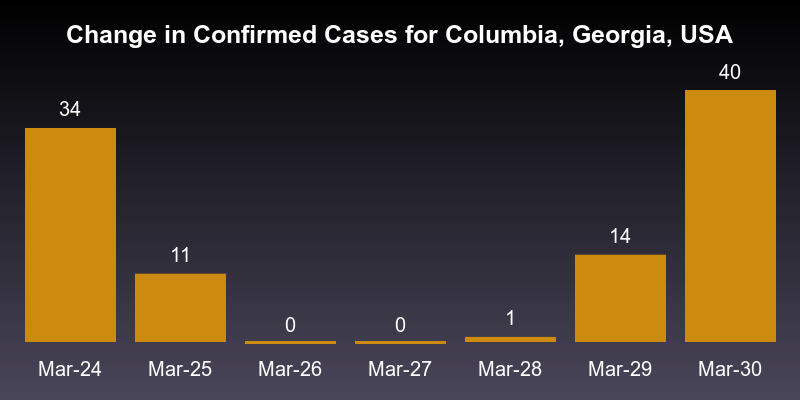 Change in Confirmed Cases for Columbia, Georgia, USA
34
11
0
0
1
14
40
Mar-24
Mar-25
Mar-26
Mar-27
Mar-28
Mar-29
Mar-30